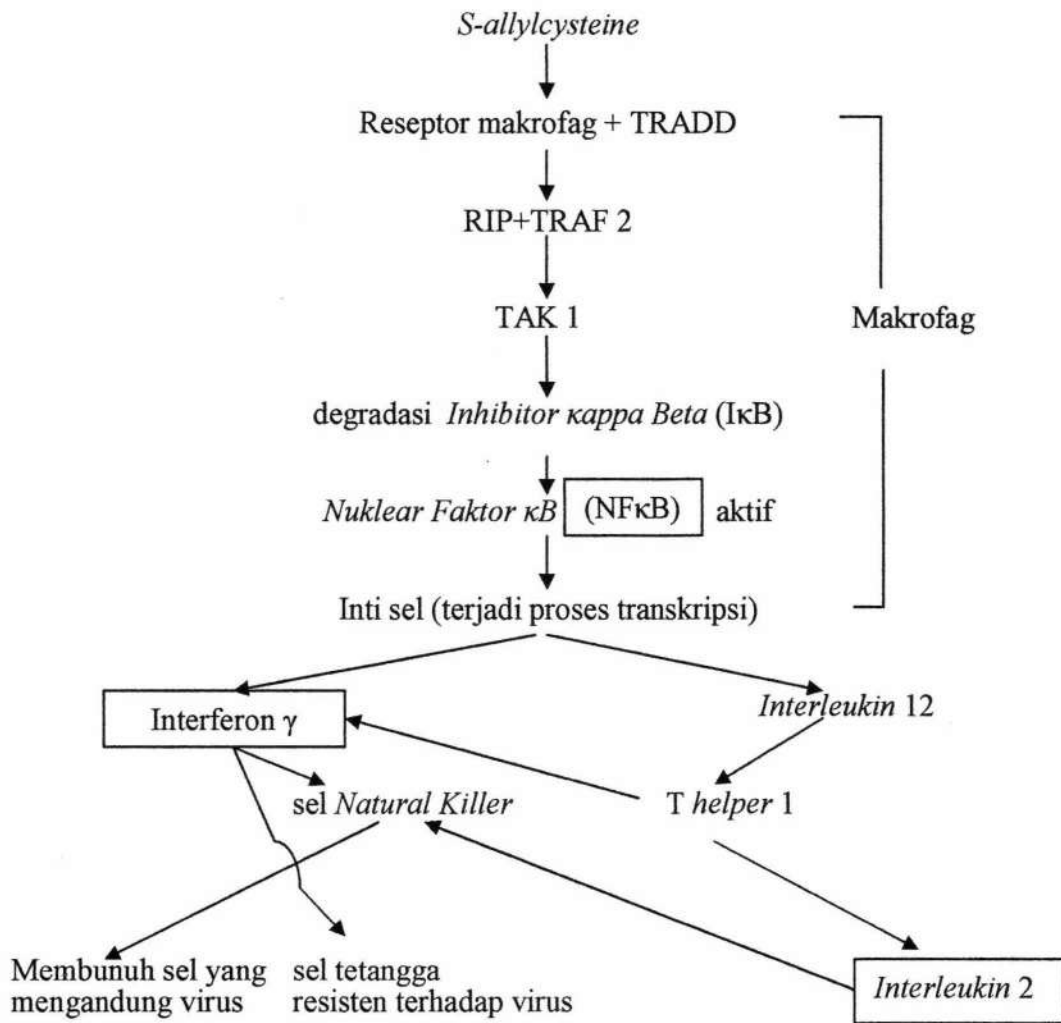 S-allylcysteine
Reseptor makrofag + TRADD
RIP+TRAF 2
TAK 1
Makrofag
degradasi Inhibitor κappa Beta (IκB)
Nuklear Faktor κB (NFκB) aktif
Inti sel (terjadi proses transkripsi)
Interferon γ
Interleukin 12
sel Natural Killer
T helper 1
Membunuh sel yang
mengandung virus
sel tetangga
resisten terhadap virus
Interleukin 2